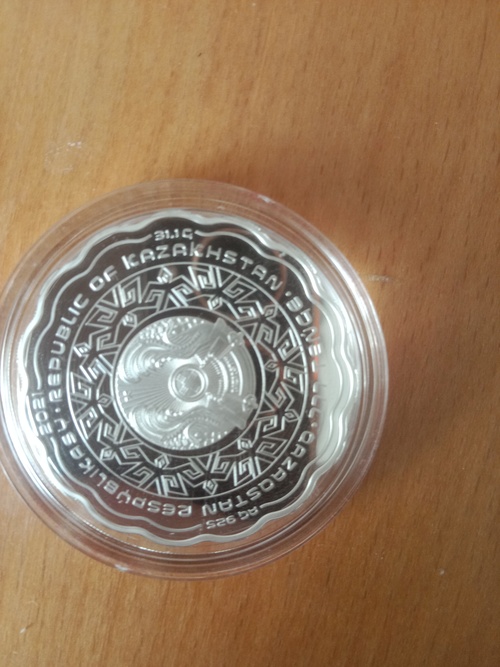 31.1 G
REPUBLIC OF KAZAKHSTAN
QAZAQSTAN RESPÝBLIKASY
2021
AG 925